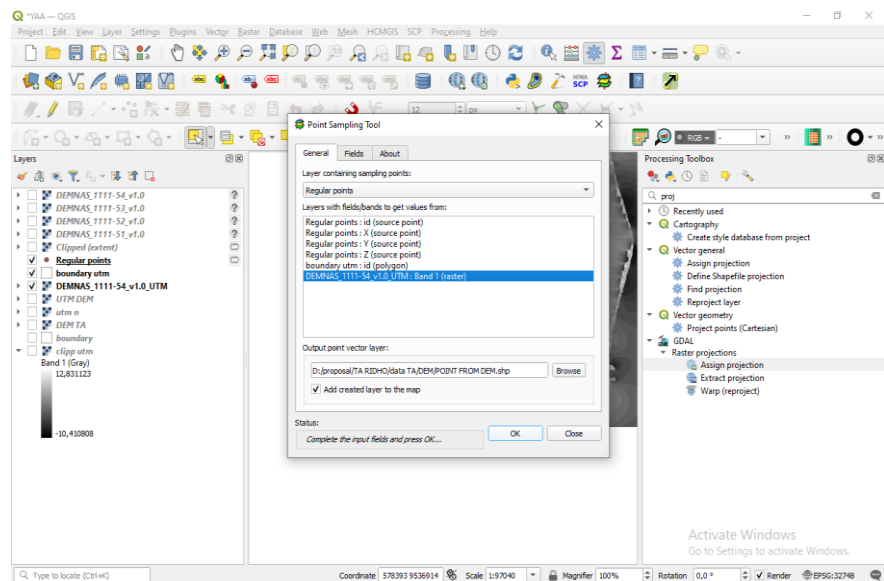 *YAA — QGIS
Project Edit View Layer Settings Plugins Vector Raster Database Web Mesh HCMGIS SCP Processing Help
abc
ab
abc
NIWA
SCP
12
px
RGB =
-
»
»
»
Layers
DEMNAS_1111-54_v1.0
DEMNAS_1111-53_v1.0
DEMNAS_1111-52_v1.0
DEMNAS_1111-51_v1.0
Clipped (extent)
Regular points
boundary utm
DEMNAS_1111-54_v1.0_UTM
UTM DEM
utm n
DEM TA
boundary
clipp utm
Band 1 (Gray)
12,831123
-10,410808
Point Sampling Tool
General Fields About
Layer containing sampling points:
Regular points
Layers with fields/bands to get values from:
Regular points : id (source point)
Regular points : X (source point)
Regular points : Y (source point)
Regular points : Z (source point)
boundary utm : id (polygon)
DEMNAS_1111-54_v1.0_UTM : Band 1 (raster)
Output point vector layer:
D:/proposal/TA RIDHO/data TA/DEM/POINT FROM DEM.shp Browse
Add created layer to the map
Status:
Complete the input fields and press OK...
OK Close
Processing Toolbox
proj
Recently used
Cartography
Create style database from project
Vector general
Assign projection
Define Shapefile projection
Find projection
Reproject layer
Vector geometry
Project points (Cartesian)
GDAL
Raster projections
Assign projection
Extract projection
Warp (reproject)
Activate Windows
Go to Settings to activate Windows.
Type to locate (Ctrl+K) Coordinate 578393 9536914 Scale 1:97040 Magnifier 100% Rotation 0,0 ° Render EPSG:32748